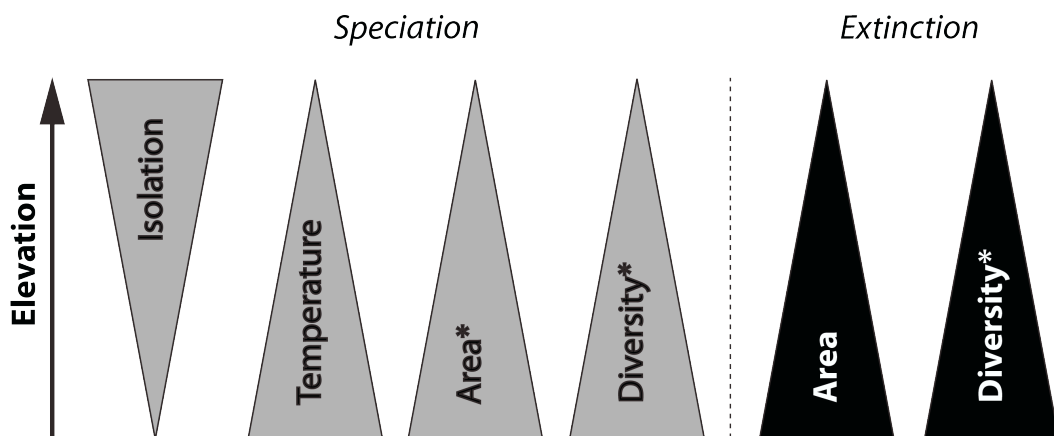 Speciation
Extinction
Elevation
Isolation
Temperature
Area*
Diversity*
Area
Diversity*